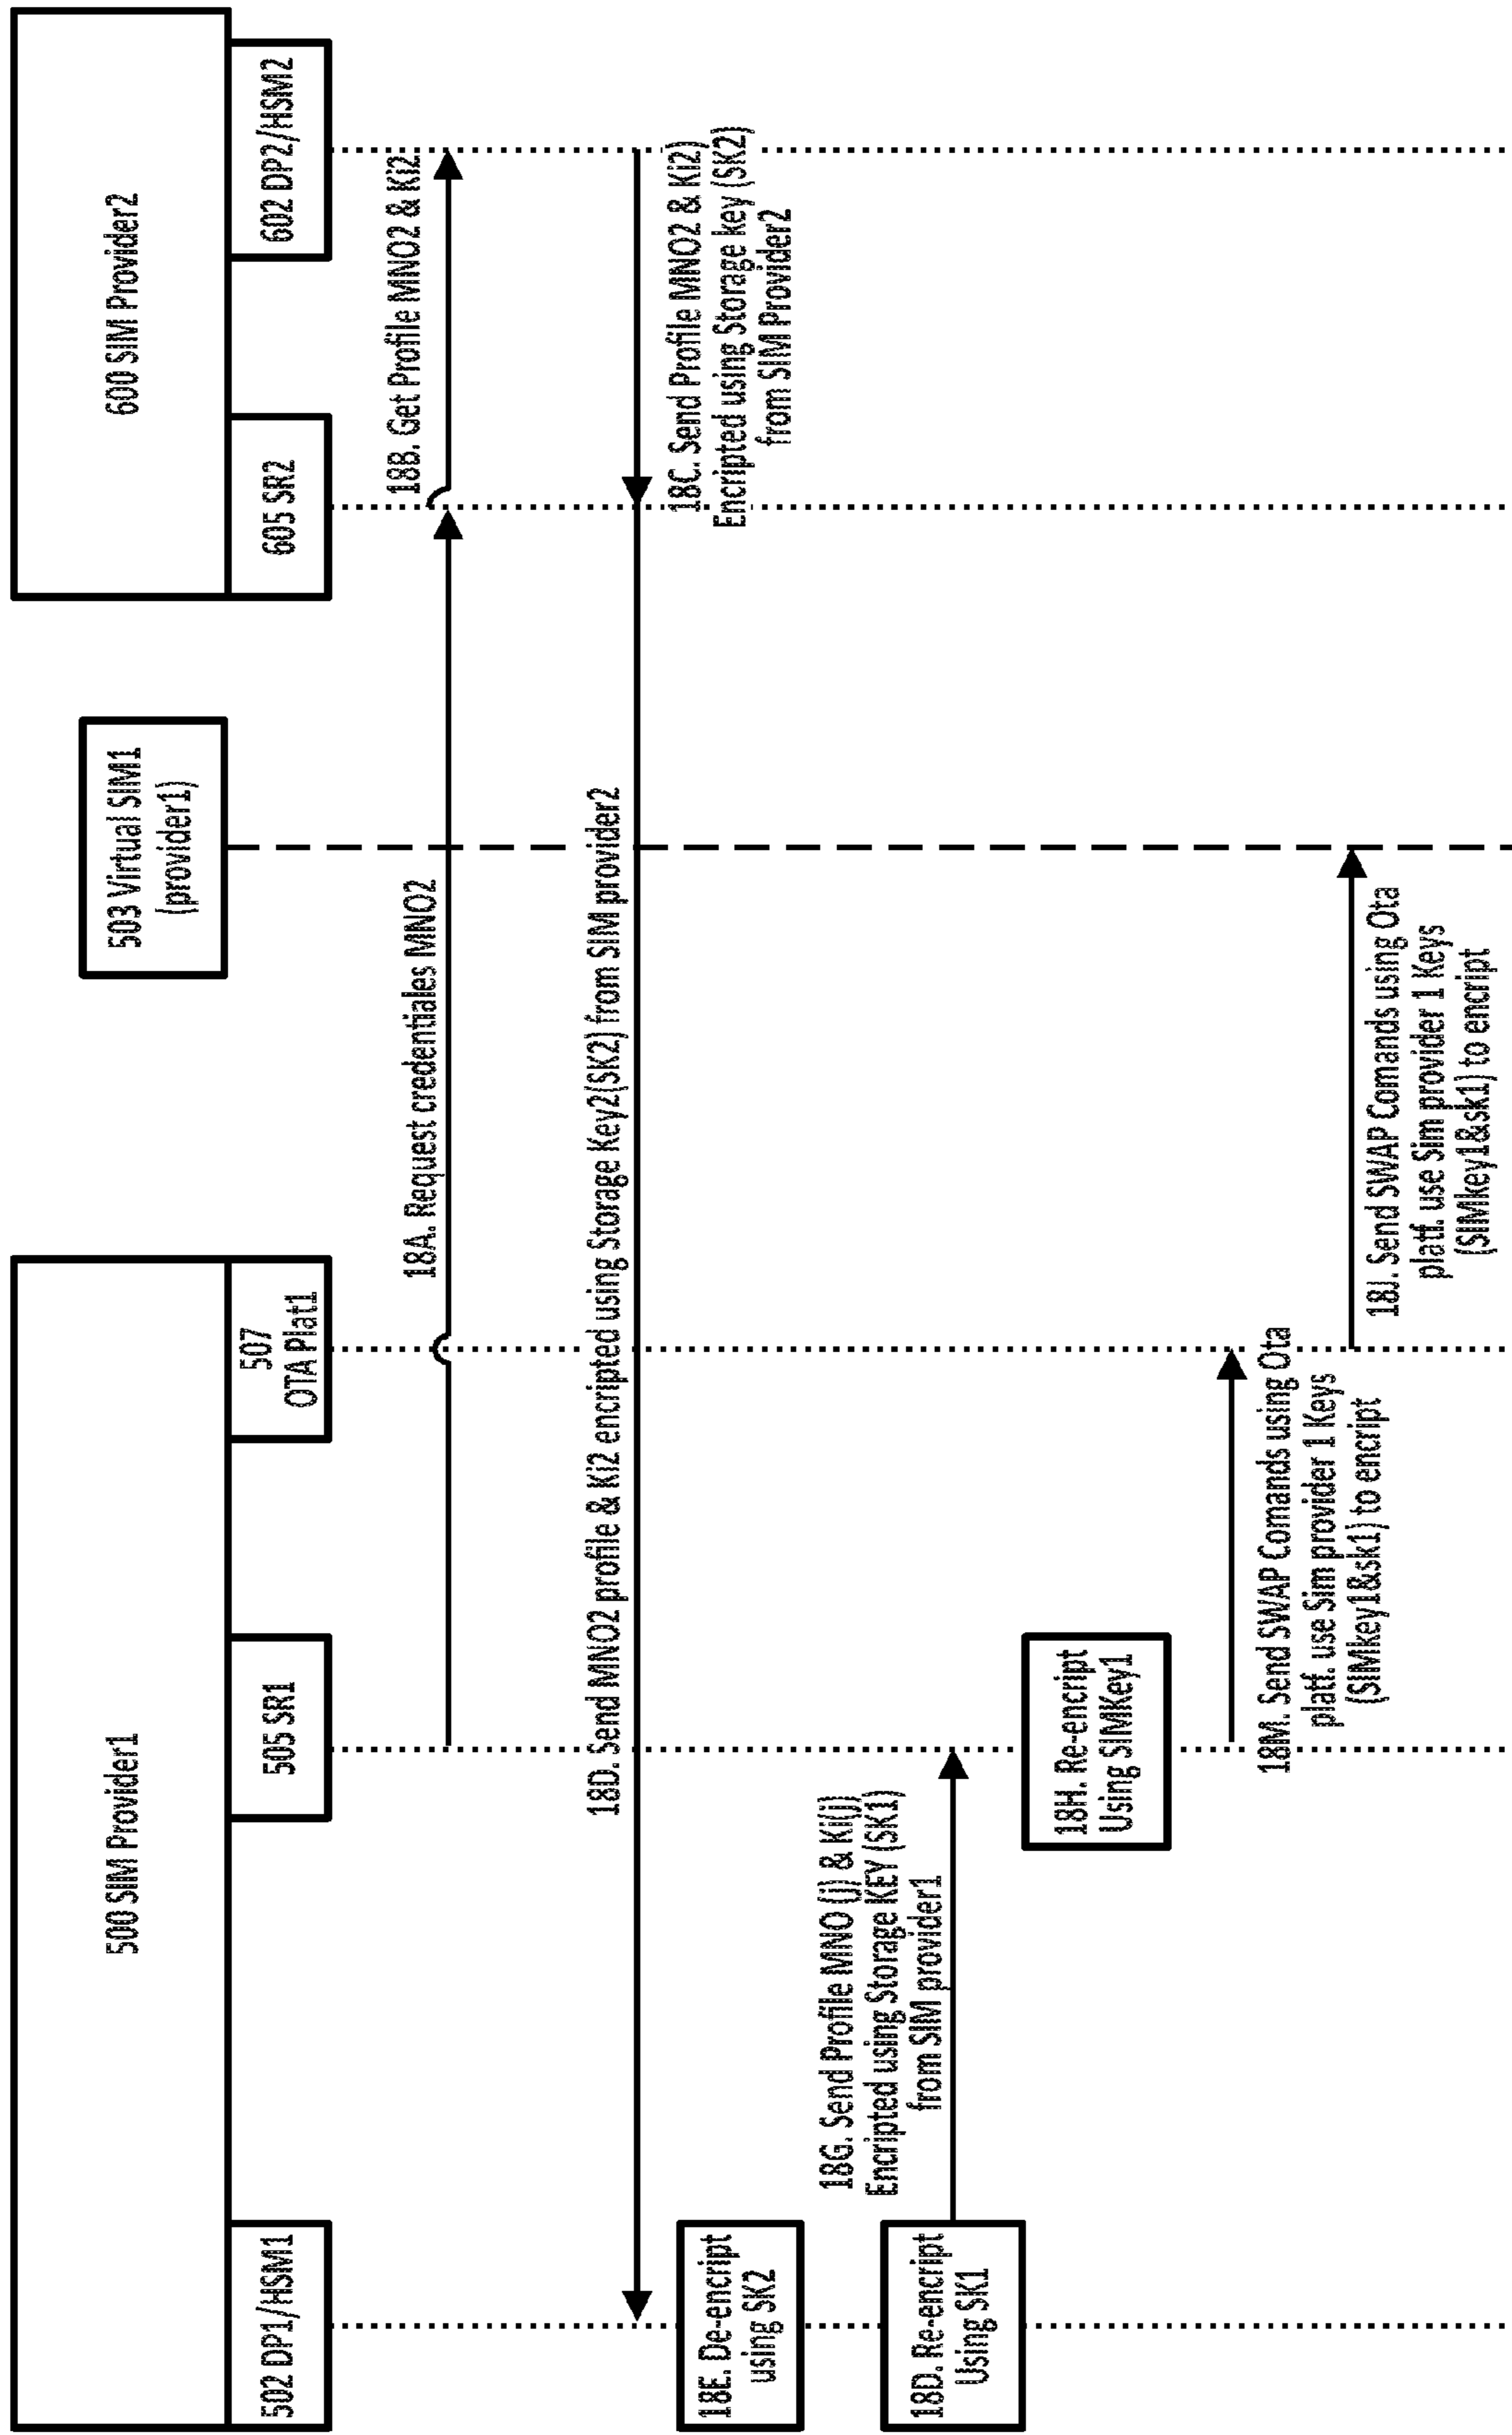 500 SIM Provider1
502 DP1/HSM1
505 SR1
507
OTA Plat1
503 Virtual SIM1
(provider1)
600 SIM Provider2
605 SR2
602 DP2/HSM2
18A. Request credentiales MNO2
18B. Get Profile MNO2 & Ki2
18D. Send MNO2 profile & Ki2 encripted using Storage Key2(SK2) from SIM provider2
18C. Send Profile MNO2 & Ki2)
Encripted using Storage key (SK2)
from SIM Provider2
18E. De-encript
using SK2
18G. Send Profile MNO (j) & Ki(j)
Encripted using Storage KEY (SK1)
from SIM provider1
18D. Re-encript
Using SK1
18H. Re-encript
Using SIMKey1
18M. Send SWAP Comands using Ota
platf. use Sim provider 1 Keys
(SIMkey1&sk1) to encript
18J. Send SWAP Comands using Ota
platf. use Sim provider 1 Keys
(SIMkey1&sk1) to encript